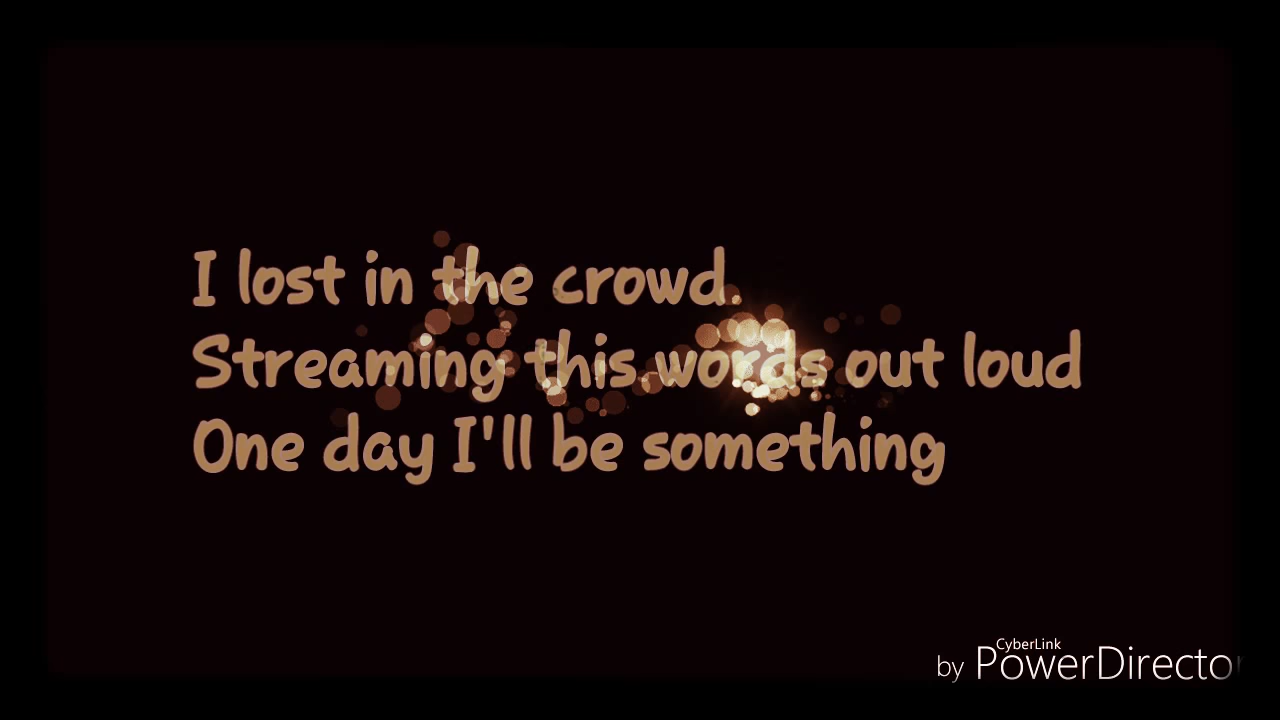 I lost in the crowd.
Streaming this words out loud
One day I'll be something
CyberLink
by PowerDirector